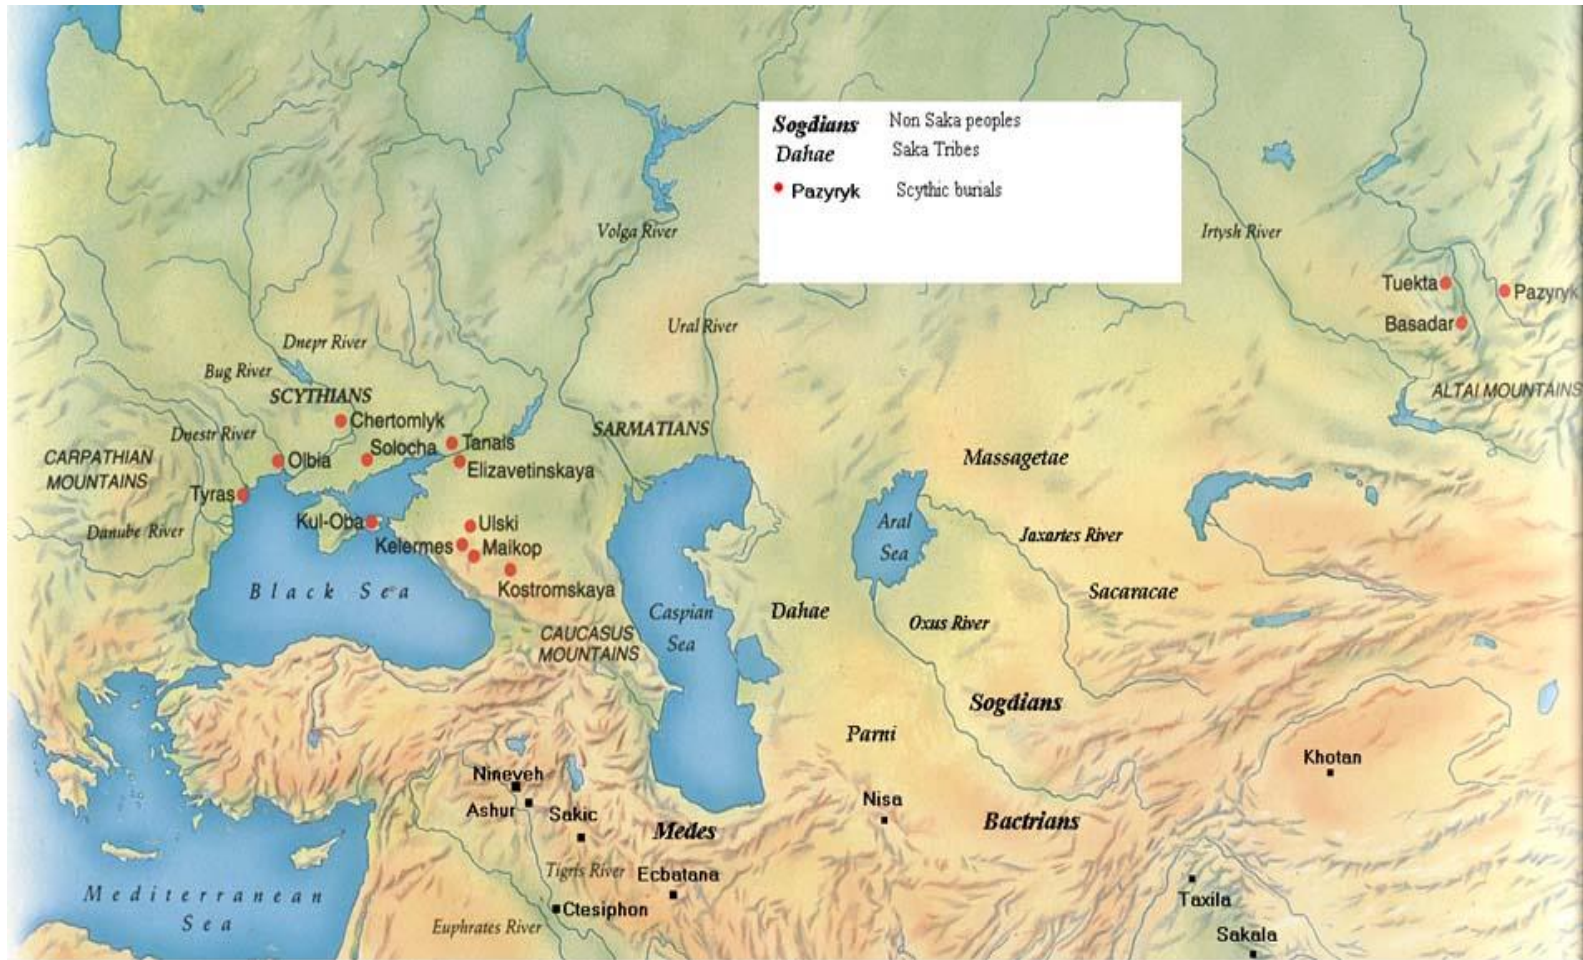 Sogdians Non Saka peoples
Dahae Saka Tribes
Pazyryk Scythic burials
Volga River
Irtysh River
Tuekta
Pazyryk
Basadar
Ural River
Dnepr River
Bug River
SCYTHIANS
ALTAI MOUNTAINS
Chertomlyk
Dnestr River
SARMATIANS
Solocha
Tanais
Olbia
Elizavetinskaya
CARPATHIAN
MOUNTAINS
Massagetae
Tyras
Kul-Oba
Ulski
Danube River
Kelermes
Maikop
Aral
Sea
Jaxartes River
Kostromskaya
Black Sea
Sacaracae
Caspian
Sea
Dahae
Oxus River
CAUCASUS
MOUNTAINS
Sogdians
Parni
Khotan
Nineveh
Ashur
Sakic
Nisa
Medes
Bactrians
Tigris River
Ecbatana
Mediterranean
Sea
Ctesiphon
Taxila
Euphrates River
Sakala